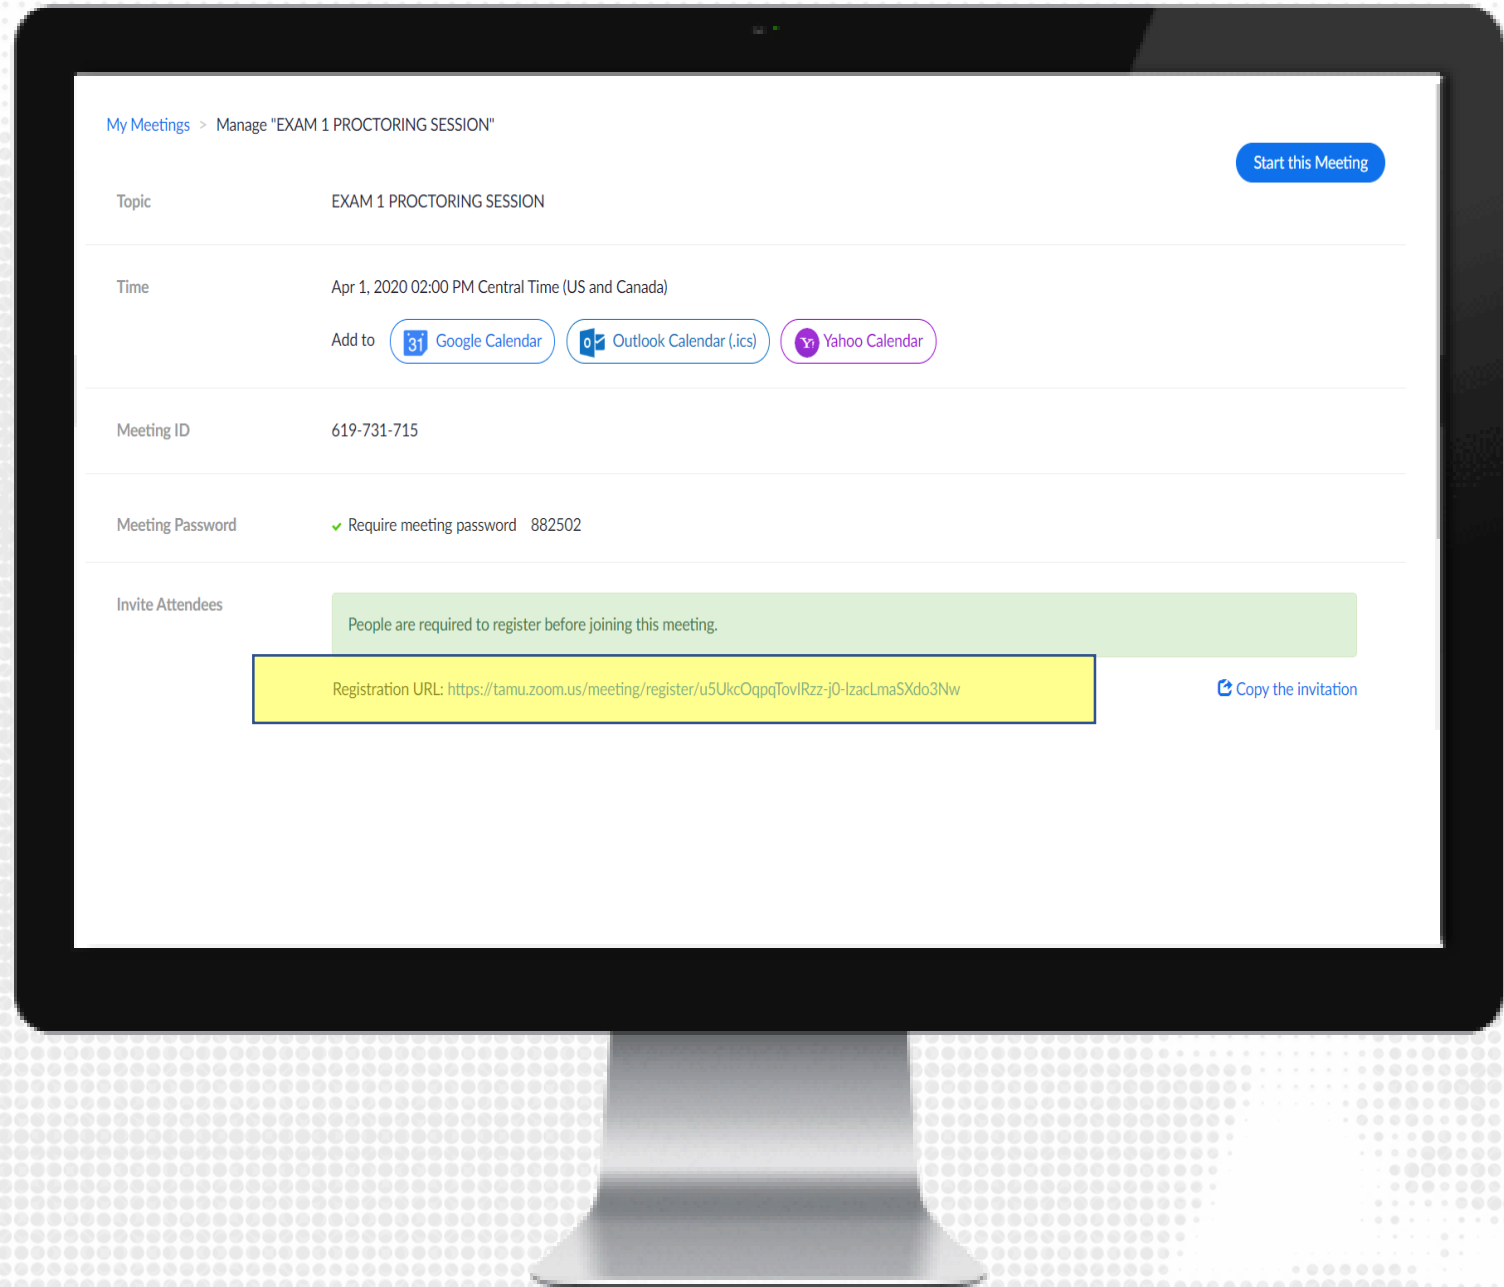 My Meetings > Manage "EXAM 1 PROCTORING SESSION"
Start this Meeting
Topic EXAM 1 PROCTORING SESSION
Time Apr 1, 2020 02:00 PM Central Time (US and Canada)
Add to 31 Google Calendar Outlook Calendar (.ics) Yahoo Calendar
Meeting ID 619-731-715
Meeting Password Require meeting password 882502
Invite Attendees
People are required to register before joining this meeting.
Registration URL: https://tamu.zoom.us/meeting/register/u5UkcOqpqTovIRzz-j0-lzacLmaSXdo3Nw Copy the invitation